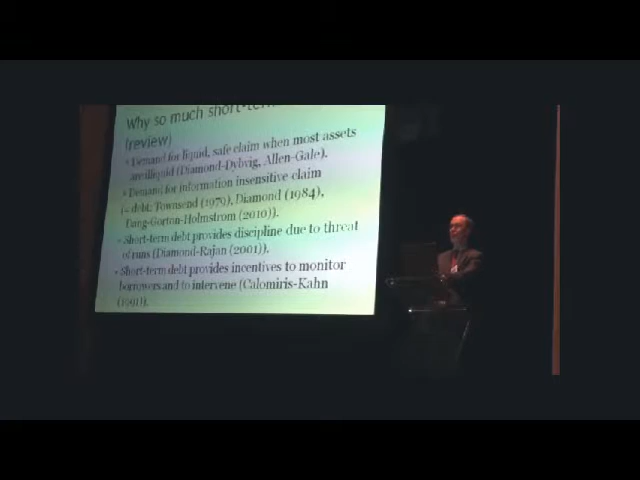 Why so much short-term
(review)
• Demand for liquid, safe claim when most assets
are illiquid (Diamond-Dybvig, Allen-Gale).
• Demand for information insensitive claim
(= debt: Townsend (1979), Diamond (1984),
Dang-Gorton-Holmstrom (2010)).
• Short-term debt provides discipline due to threat
of runs (Diamond-Rajan (2001)).
• Short-term debt provides incentives to monitor
borrowers and to intervene (Calomiris-Kahn
(1991)).